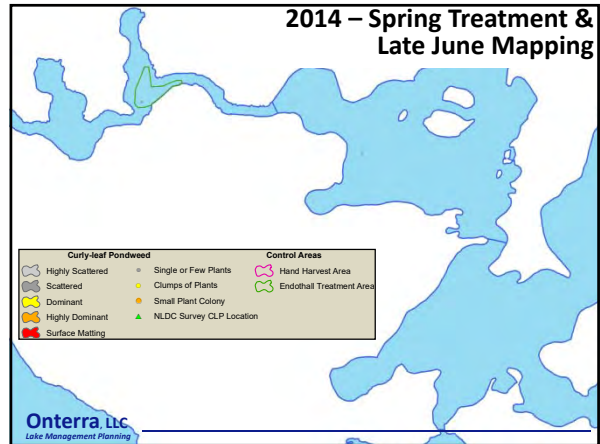 2014 – Spring Treatment &
Late June Mapping
Curly-leaf Pondweed
Control Areas
Highly Scattered
Single or Few Plants
Hand Harvest Area
Scattered
Clumps of Plants
Endothall Treatment Area
Dominant
Small Plant Colony
Highly Dominant
NLDC Survey CLP Location
Surface Matting
Onterra, LLC
Lake Management Planning